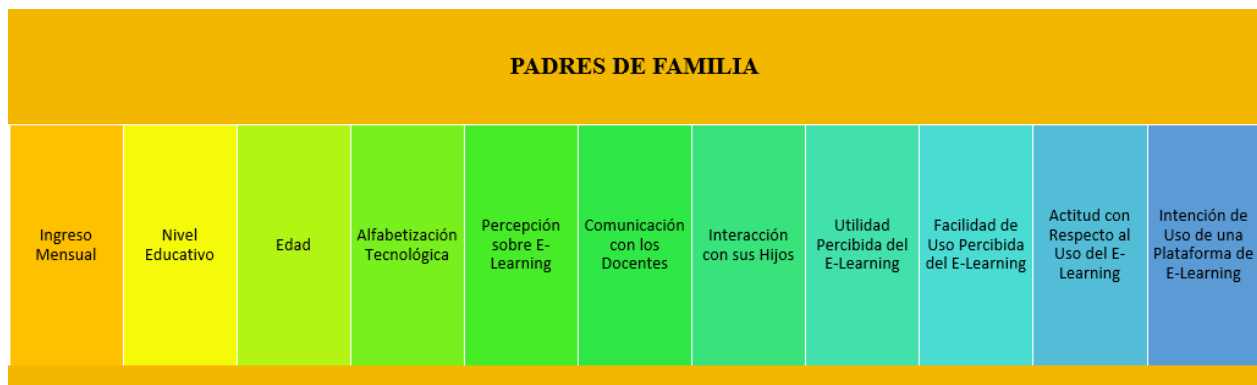 PADRES DE FAMILIA
Ingreso
Mensual
Nivel
Educativo
Edad
Alfabetización
Tecnológica
Percepción
sobre E-
Learning
Comunicación
con los
Docentes
Interacción
con sus Hijos
Utilidad
Percibida del
E-Learning
Facilidad de
Uso Percibida
del E-Learning
Actitud con
Respecto al
Uso del E-
Learning
Intención de
Uso de una
Plataforma de
E-Learning